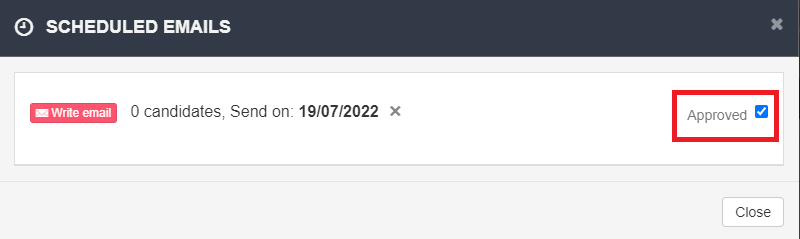 SCHEDULED EMAILS
Write email 0 candidates, Send on: 19/07/2022 Approved
Close